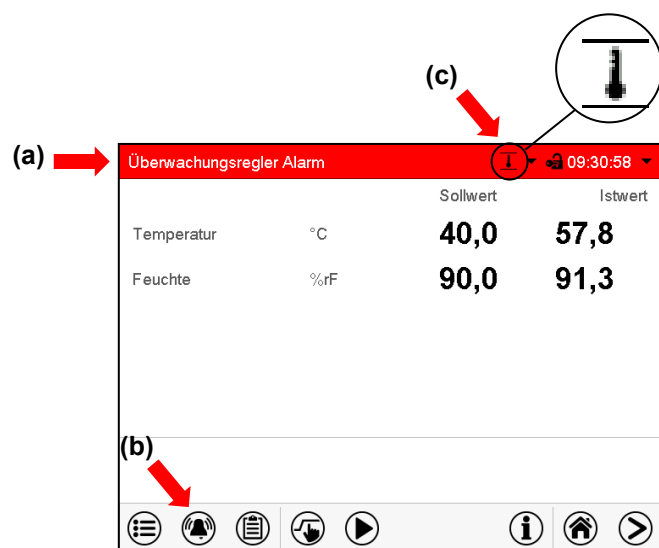 (c)
(a)
Überwachungsregler Alarm 09:30:58
Sollwert Istwert
Temperatur °C 40,0 57,8
Feuchte %rF 90,0 91,3
(b)
i